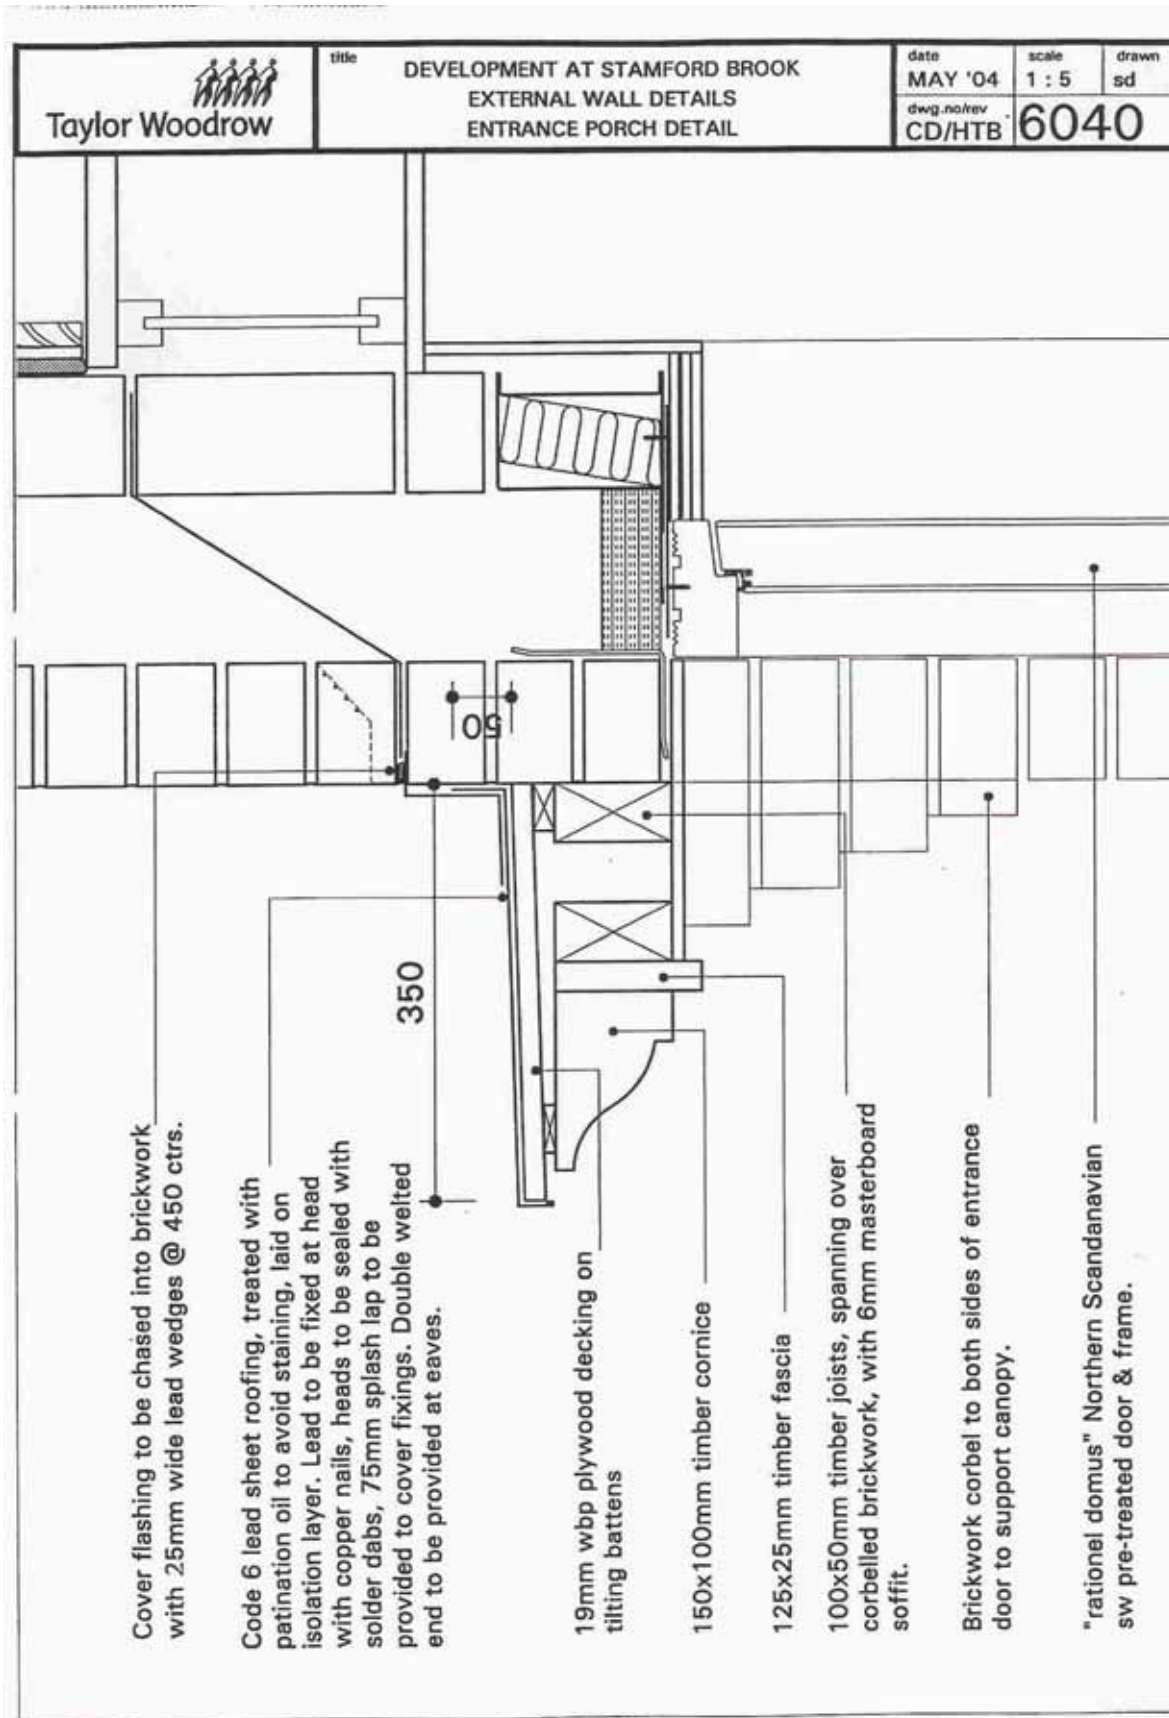 Taylor Woodrow
title
DEVELOPMENT AT STAMFORD BROOK
EXTERNAL WALL DETAILS
ENTRANCE PORCH DETAIL
date
MAY '04
scale
1 : 5
drawn
sd
dwg.no/rev
CD/HTB
6040
50
350
Cover flashing to be chased into brickwork
with 25mm wide lead wedges @ 450 ctrs.
Code 6 lead sheet roofing, treated with
patination oil to avoid staining, laid on
isolation layer. Lead to be fixed at head
with copper nails, heads to be sealed with
solder dabs, 75mm splash lap to be
provided to cover fixings. Double welted
end to be provided at eaves.
19mm wbp plywood decking on
tilting battens
150x100mm timber cornice
125x25mm timber fascia
100x50mm timber joists, spanning over
corbelled brickwork, with 6mm masterboard
soffit.
Brickwork corbel to both sides of entrance
door to support canopy.
"rationel domus" Northern Scandanavian
sw pre-treated door & frame.